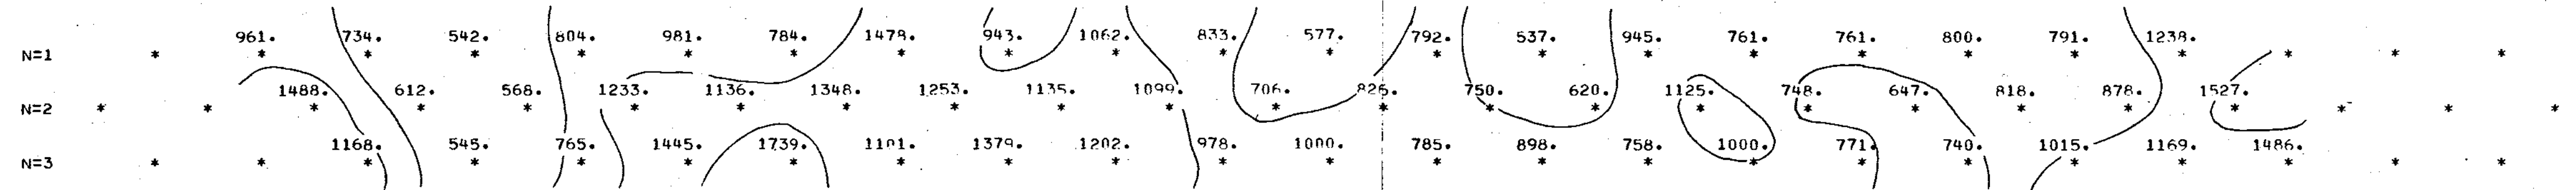 961. 734. 542. 804. 981. 784. 1478. 943. 1062. 833. 577. 792. 537. 945. 761. 761. 800. 791. 1238.
N=1 * * * * * * * * * * * * * * * * * * * * * * *
1488. 612. 568. 1233. 1136. 1348. 1253. 1135. 1099. 706. 826. 750. 620. 1125. 748. 647. 818. 878. 1527.
N=2 * * * * * * * * * * * * * * * * * * * * * * * *
1168. 545. 765. 1445. 1739. 1101. 1379. 1202. 978. 1000. 785. 898. 758. 1000. 771. 740. 1015. 1169. 1486.
N=3 * * * * * * * * * * * * * * * * * * * * * * *